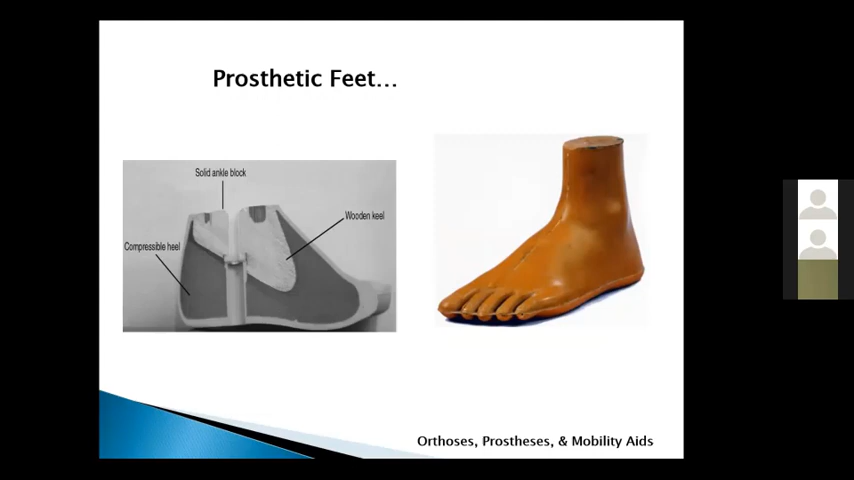 Prosthetic Feet...
Solid ankle block
Wooden keel
Compressible heel
Orthoses, Prostheses, & Mobility Aids